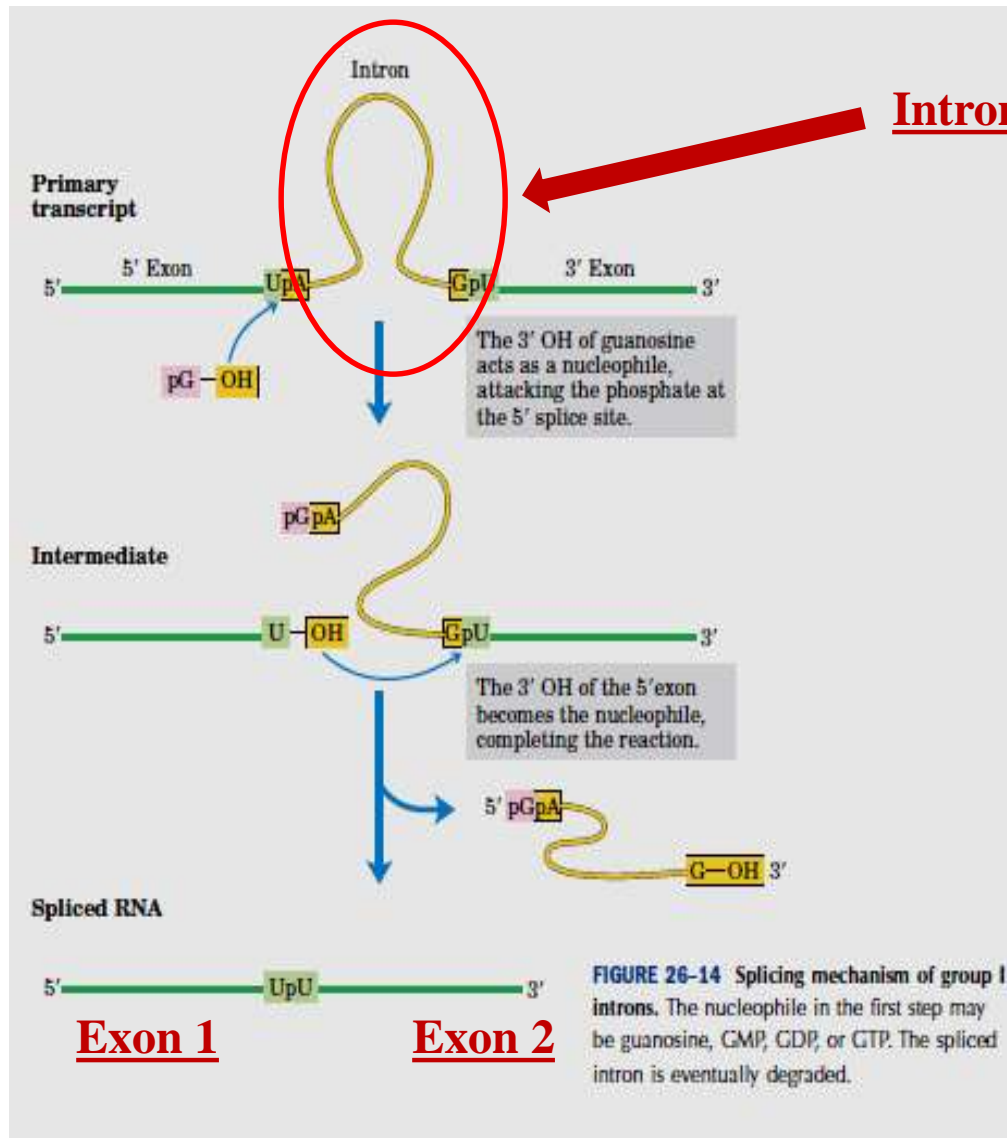 Intron
Intron
Primary
transcript
5′ Exon
3′ Exon
5′
UpA
GpU
3′
pG
OH
The 3′ OH of guanosine
acts as a nucleophile,
attacking the phosphate at
the 5′ splice site.
pGpA
Intermediate
5′
U
OH
GpU
3′
The 3′ OH of the 5′exon
becomes the nucleophile,
completing the reaction.
5′ pGpA
G—OH 3′
Spliced RNA
5′
UpU
3′
Exon 1
Exon 2
FIGURE 26–14 Splicing mechanism of group I
introns. The nucleophile in the first step may
be guanosine, GMP, GDP, or GTP. The spliced
intron is eventually degraded.